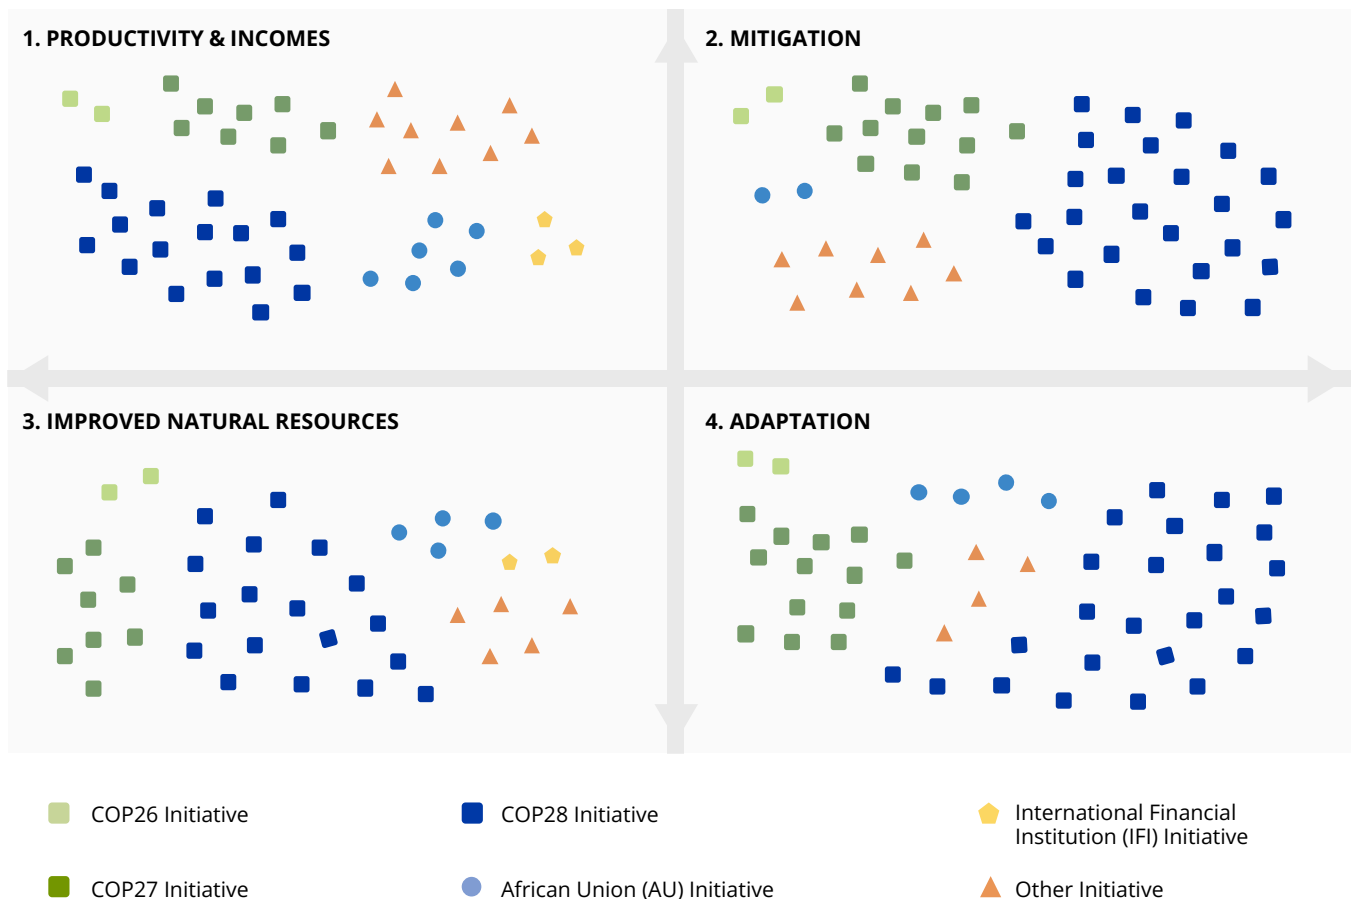 1. PRODUCTIVITY & INCOMES
2. MITIGATION
3. IMPROVED NATURAL RESOURCES
4. ADAPTATION
COP26 Initiative
COP28 Initiative
International Financial
Institution (IFI) Initiative
COP27 Initiative
African Union (AU) Initiative
Other Initiative